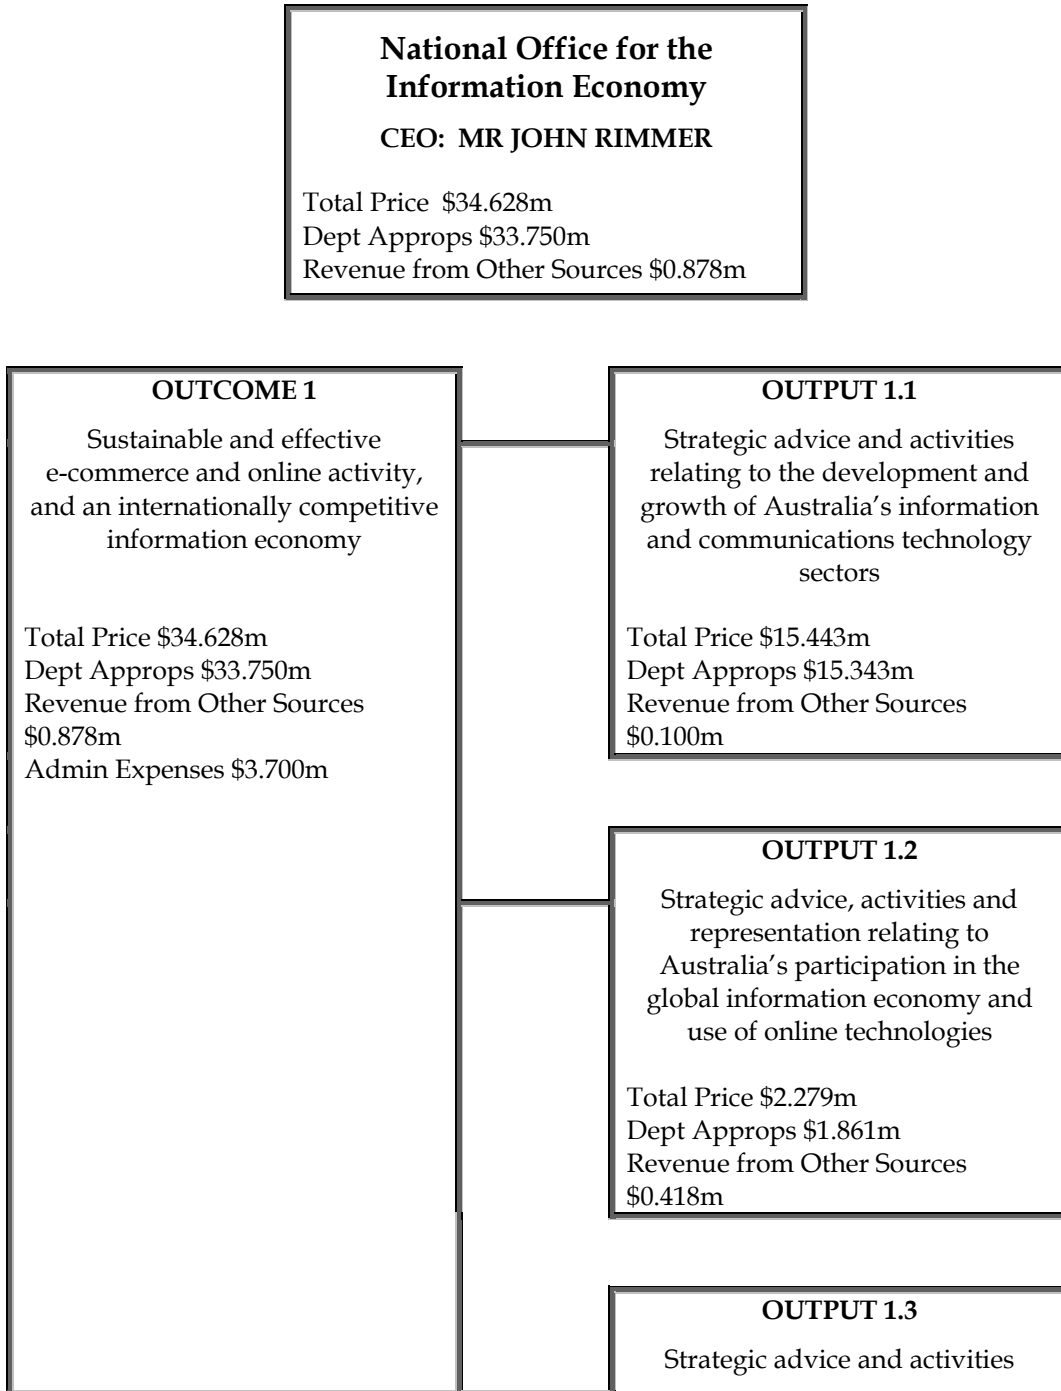 National Office for the
Information Economy
CEO: MR JOHN RIMMER
Total Price $34.628m
Dept Approps $33.750m
Revenue from Other Sources $0.878m
OUTCOME 1
Sustainable and effective
e-commerce and online activity,
and an internationally competitive
information economy
Total Price $34.628m
Dept Approps $33.750m
Revenue from Other Sources
$0.878m
Admin Expenses $3.700m
OUTPUT 1.1
Strategic advice and activities
relating to the development and
growth of Australia’s information
and communications technology
sectors
Total Price $15.443m
Dept Approps $15.343m
Revenue from Other Sources
$0.100m
OUTPUT 1.2
Strategic advice, activities and
representation relating to
Australia’s participation in the
global information economy and
use of online technologies
Total Price $2.279m
Dept Approps $1.861m
Revenue from Other Sources
$0.418m
OUTPUT 1.3
Strategic advice and activities